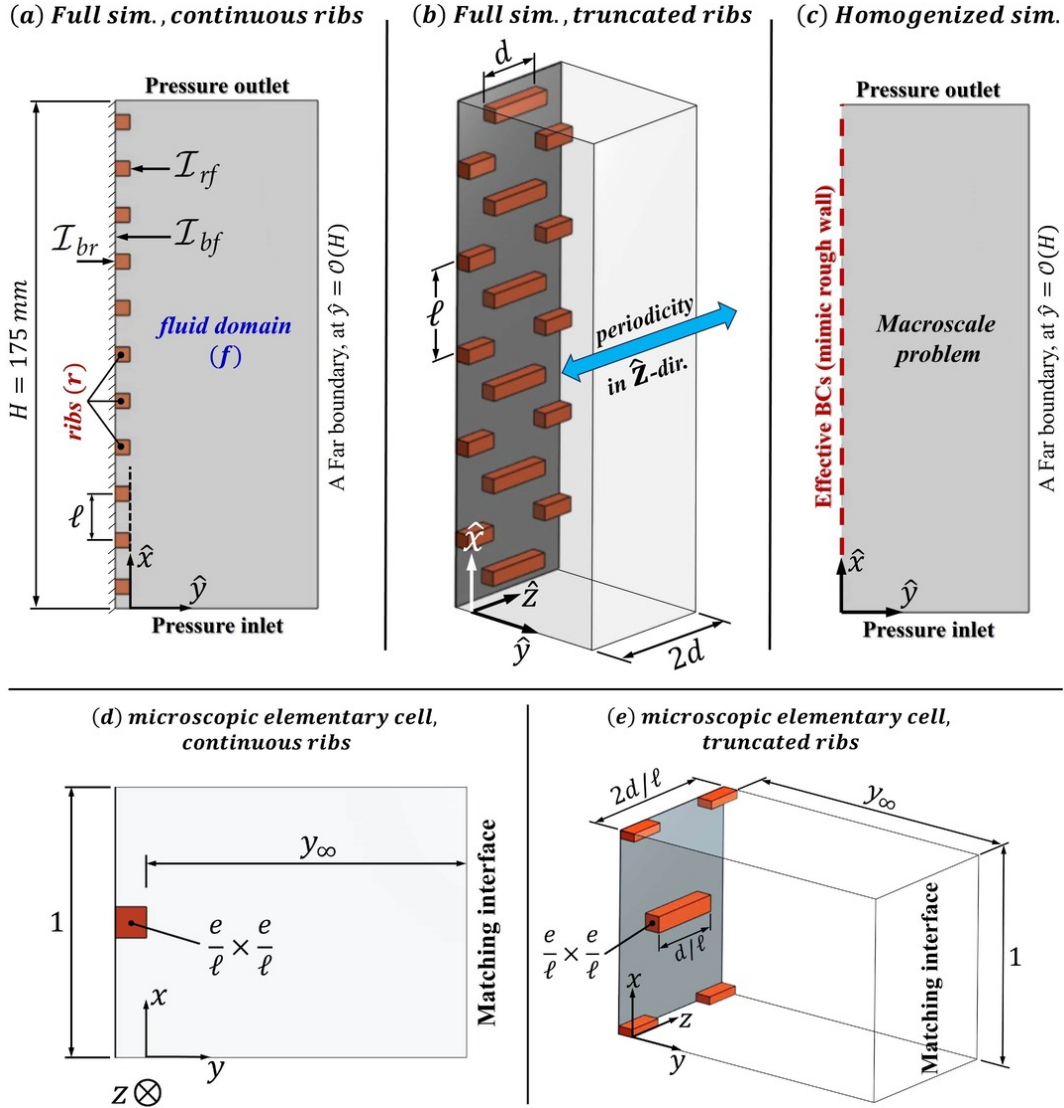 (a) Full sim., continuous ribs
Pressure outlet
H = 175 mm
ℐ_rf
ℐ_bf
ℐ_br
fluid domain
(f)
ribs (r)
ℓ
x̂
ŷ
Pressure inlet
A Far boundary, at ŷ = 𝒪(H)
(b) Full sim., truncated ribs
d
ℓ
periodicity
in Ẑ-dir.
x̂
ẑ
ŷ
2d
(c) Homogenized sim.
Pressure outlet
Effective BCs (mimic rough wall)
Macroscale
problem
x̂
ŷ
Pressure inlet
A Far boundary, at ŷ = 𝒪(H)
(d) microscopic elementary cell,
continuous ribs
1
y∞
e/ℓ × e/ℓ
x
y
z
Matching interface
(e) microscopic elementary cell,
truncated ribs
2d/ℓ
y∞
e/ℓ × e/ℓ
d/ℓ
x
z
y
Matching interface
1